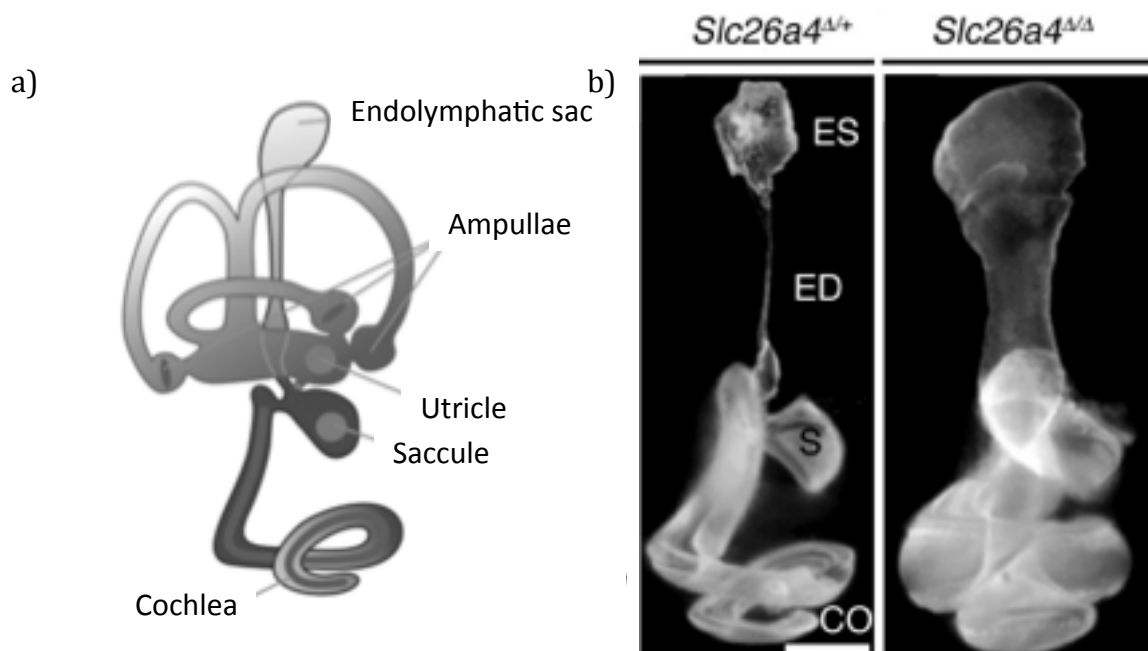 a)
Endolymphatic sac
Ampullae
Utricle
Saccule
Cochlea
b)
Slc26a4Δ/+
Slc26a4Δ/Δ
ES
ED
S
CO